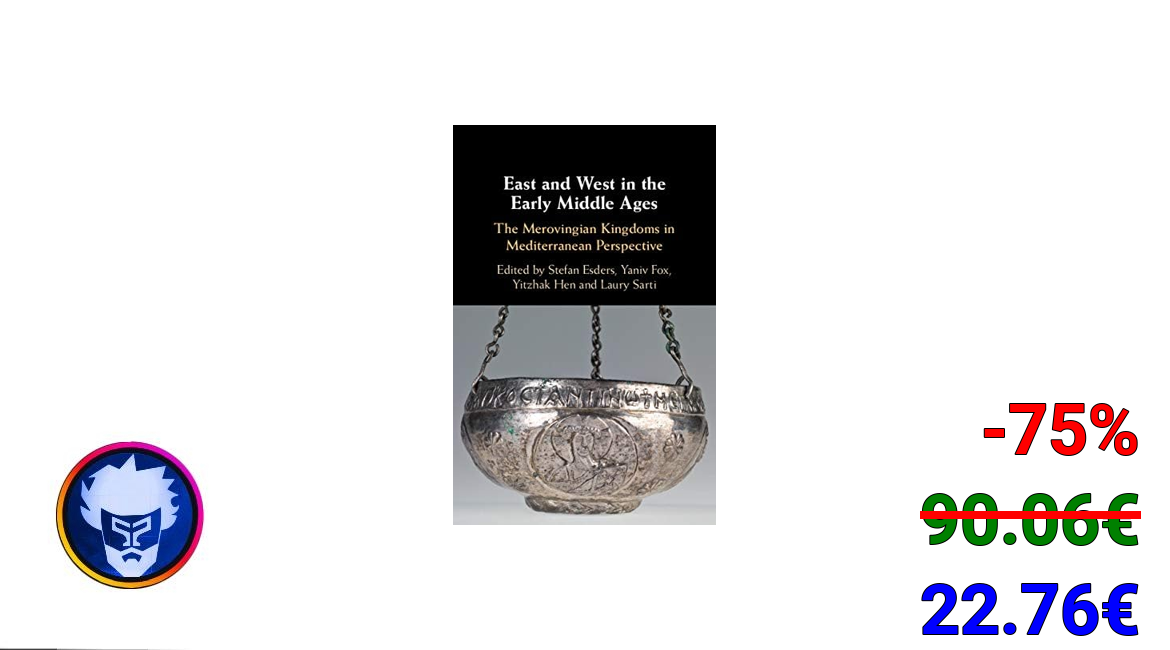 East and West in the
Early Middle Ages
The Merovingian Kingdoms in
Mediterranean Perspective
Edited by Stefan Esders, Yaniv Fox,
Yitzhak Hen and Laury Sarti
-75%
90.06€
22.76€